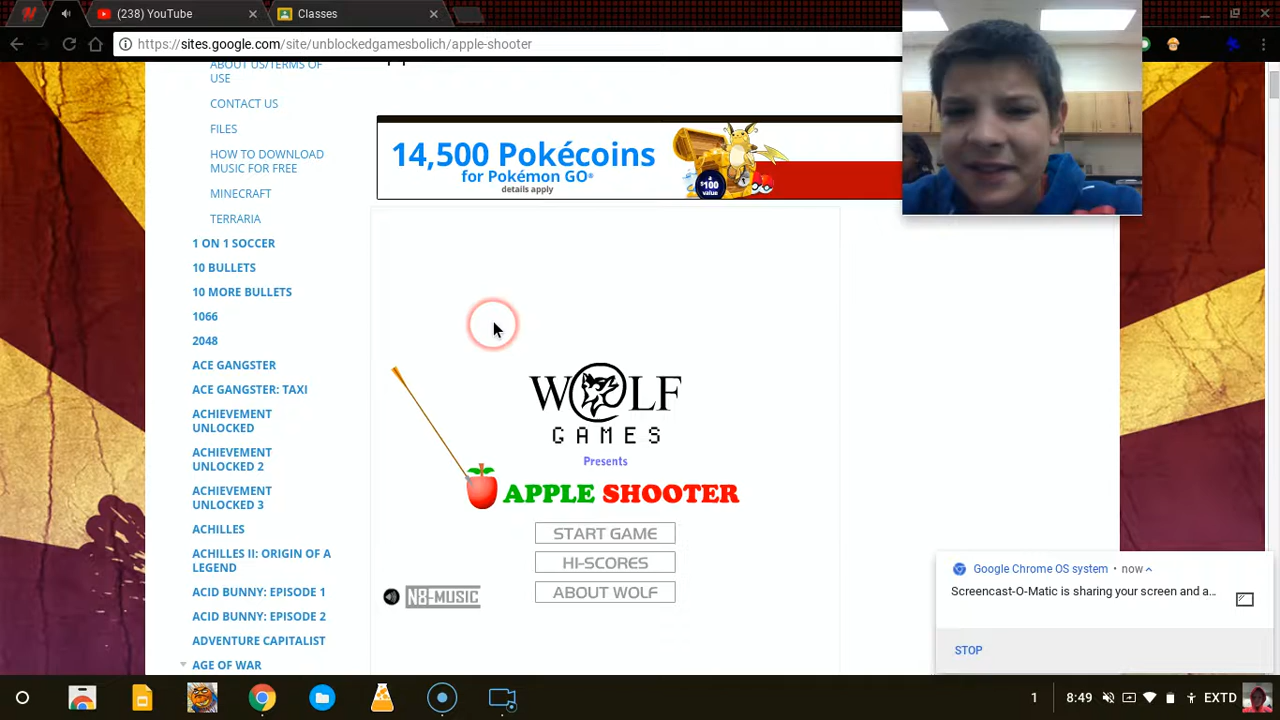 (238) YouTube
Classes
https://sites.google.com/site/unblockedgamesbolich/apple-shooter
ABOUT US/TERMS OF
USE
CONTACT US
FILES
HOW TO DOWNLOAD
MUSIC FOR FREE
MINECRAFT
TERRARIA
1 ON 1 SOCCER
10 BULLETS
10 MORE BULLETS
1066
2048
ACE GANGSTER
ACE GANGSTER: TAXI
ACHIEVEMENT
UNLOCKED
ACHIEVEMENT
UNLOCKED 2
ACHIEVEMENT
UNLOCKED 3
ACHILLES
ACHILLES II: ORIGIN OF A
LEGEND
ACID BUNNY: EPISODE 1
ACID BUNNY: EPISODE 2
ADVENTURE CAPITALIST
AGE OF WAR
14,500 Pokécoins
for Pokémon GO®
details apply
$100
VALUE
WOLF
GAMES
Presents
APPLE SHOOTER
START GAME
HI-SCORES
ABOUT WOLF
N8-MUSIC
Google Chrome OS system • now
Screencast-O-Matic is sharing your screen and a...
STOP
1
8:49
EXTD